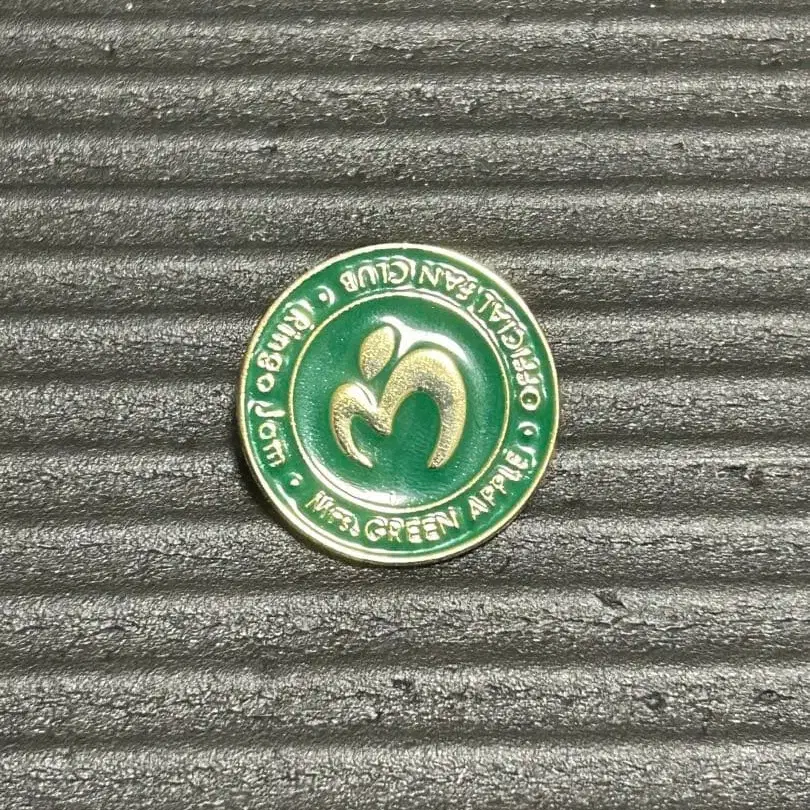 Mrs. GREEN APPLE
OFFICIAL FAN CLUB
Ringo Jam